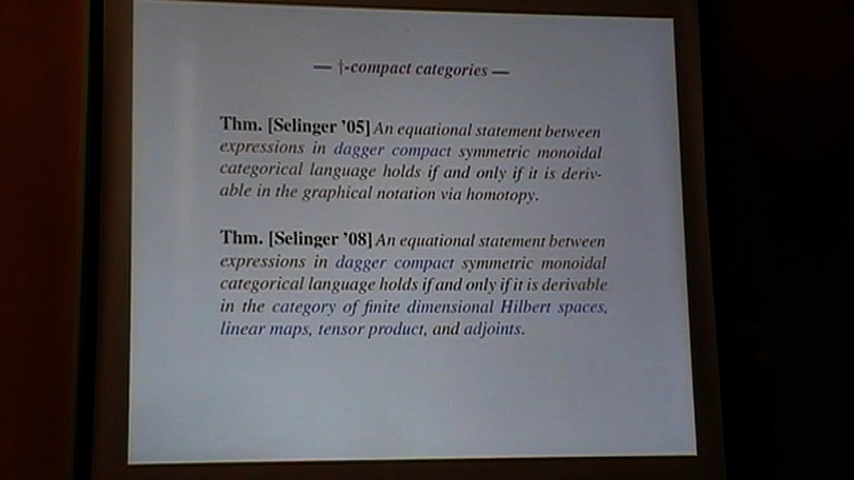 — †-compact categories —
Thm. [Selinger '05] An equational statement between
expressions in dagger compact symmetric monoidal
categorical language holds if and only if it is deriv-
able in the graphical notation via homotopy.
Thm. [Selinger '08] An equational statement between
expressions in dagger compact symmetric monoidal
categorical language holds if and only if it is derivable
in the category of finite dimensional Hilbert spaces,
linear maps, tensor product, and adjoints.